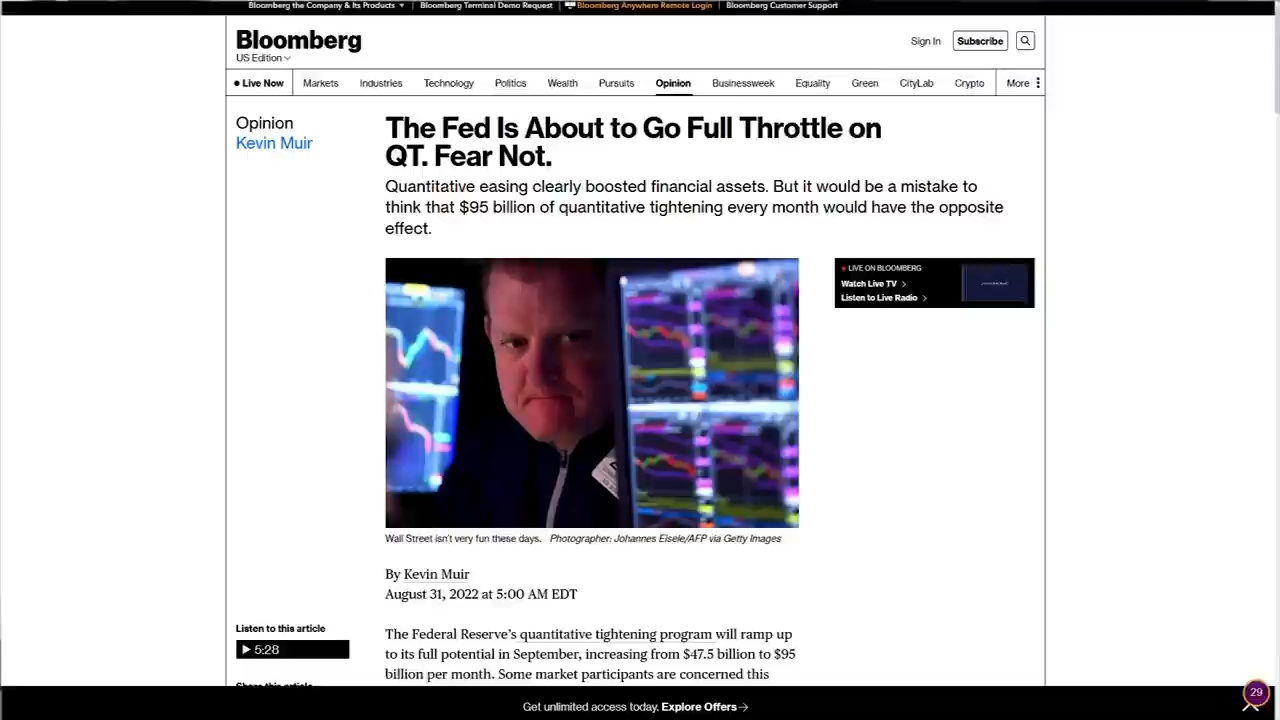 Bloomberg the Company & Its Products
Bloomberg Terminal Demo Request
Bloomberg Anywhere Remote Login
Bloomberg Customer Support
Bloomberg
US Edition
Sign In
Subscribe
Live Now
Markets
Industries
Technology
Politics
Wealth
Pursuits
Opinion
Businessweek
Equality
Green
CityLab
Crypto
More
Opinion
Kevin Muir
The Fed Is About to Go Full Throttle on
QT. Fear Not.
Quantitative easing clearly boosted financial assets. But it would be a mistake to
think that $95 billion of quantitative tightening every month would have the opposite
effect.
LIVE ON BLOOMBERG
Watch Live TV
Listen to Live Radio
Wall Street isn't very fun these days. Photographer: Johannes Eisele/AFP via Getty Images
By Kevin Muir
August 31, 2022 at 5:00 AM EDT
Listen to this article
5:28
Share this article
The Federal Reserve's quantitative tightening program will ramp up
to its full potential in September, increasing from $47.5 billion to $95
billion per month. Some market participants are concerned this
Get unlimited access today. Explore Offers
29